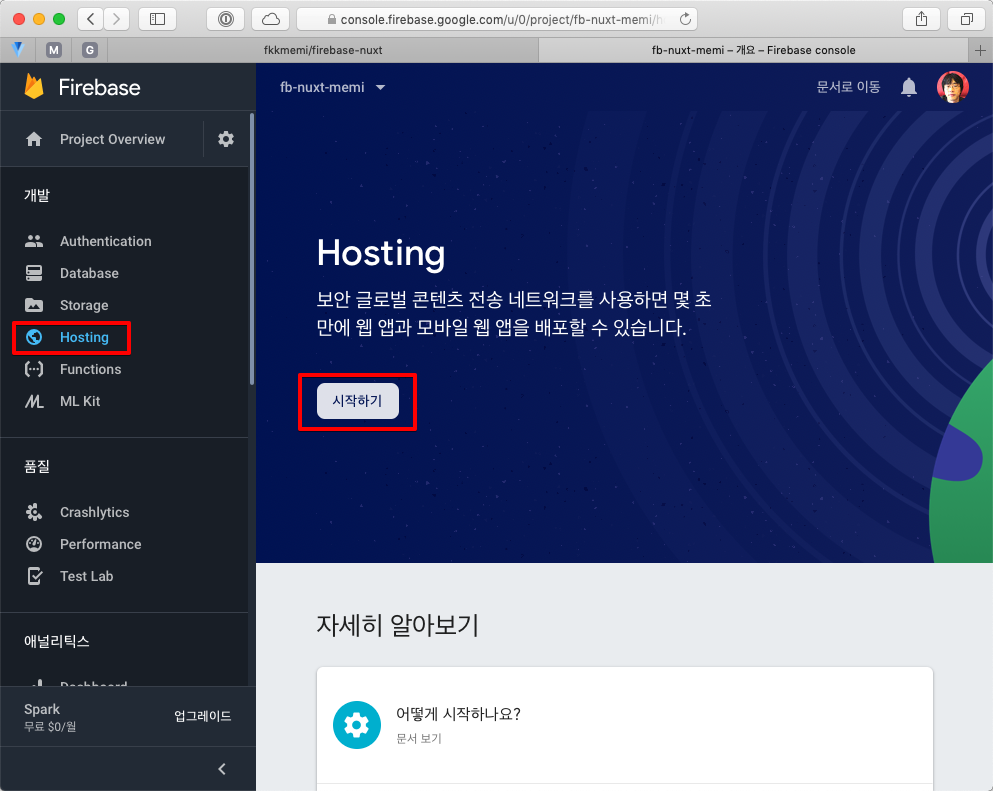 console.firebase.google.com/u/0/project/fb-nuxt-memi/h
M
G
fkkmemi/firebase-nuxt
fb-nuxt-memi – 개요 – Firebase console
Firebase
fb-nuxt-memi
문서로 이동
Project Overview
개발
Authentication
Database
Storage
Hosting
Functions
ML Kit
품질
Crashlytics
Performance
Test Lab
애널리틱스
Dashboard
Spark
무료 $0/월
업그레이드
Hosting
보안 글로벌 콘텐츠 전송 네트워크를 사용하면 몇 초
만에 웹 앱과 모바일 웹 앱을 배포할 수 있습니다.
시작하기
자세히 알아보기
어떻게 시작하나요?
문서 보기